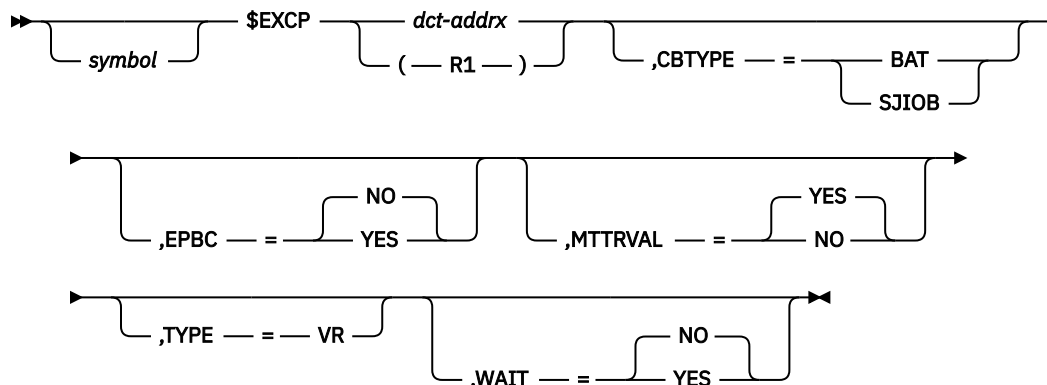 $EXCP dct-addrx
symbol ( R1 ) ,CBTYPE = BAT
SJIOB
NO YES
,EPBC = YES ,MTTRVAL = NO
,TYPE = VR NO
,WAIT = YES